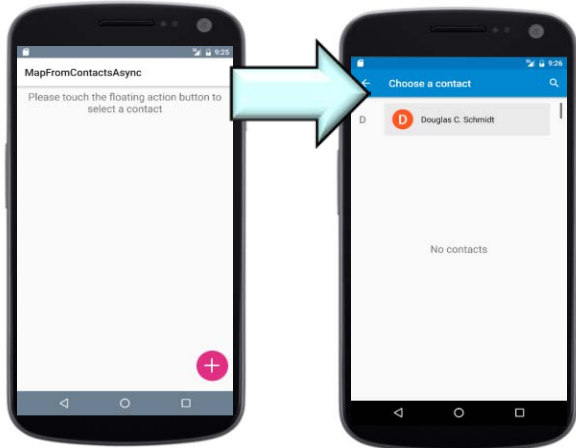 9:25
MapFromContactsAsync
Please touch the floating action button to
select a contact
9:26
Choose a contact
D
D
Douglas C. Schmidt
No contacts